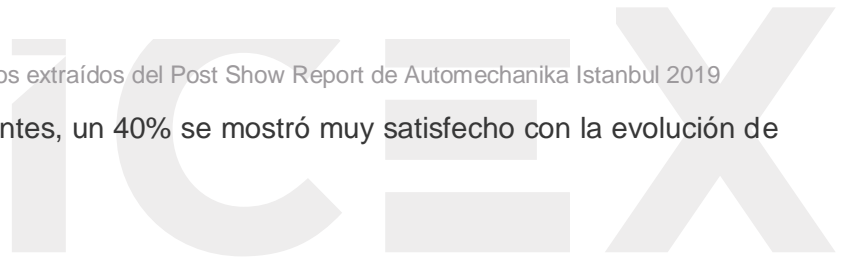 os extraídos del Post Show Report de Automechanika Istanbul 2019
ntes, un 40% se mostró muy satisfecho con la evolución de
ICEX